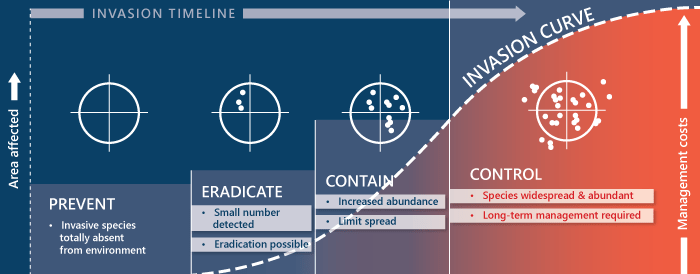 INVASION TIMELINE
INVASION CURVE
Area affected
Management costs
PREVENT
• Invasive species
totally absent
from environment
ERADICATE
• Small number
detected
• Eradication possible
CONTAIN
• Increased abundance
• Limit spread
CONTROL
• Species widespread & abundant
• Long-term management required